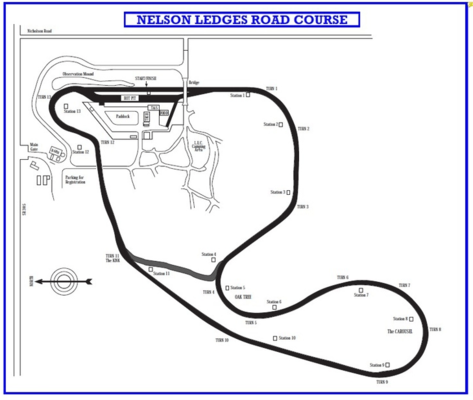 NELSON LEDGES ROAD COURSE
Nicholson Road
Observation Mound
START/FINISH
Bridge
TURN 13
HOT PIT
Station 1
TURN 1
Station 13
Paddock
Station 2
TURN 2
TURN 12
Main
Gate
Station 12
Camping
Area
Parking for
Registration
Station 3
TURN 3
NORTH
TURN 11
The KINK
Station 11
Station 4
TURN 4
Station 5
OAK TREE
Station 6
TURN 5
TURN 6
Station 7
TURN 7
Station 8
The CAROUSEL
TURN 8
TURN 10
Station 10
Station 9
TURN 9